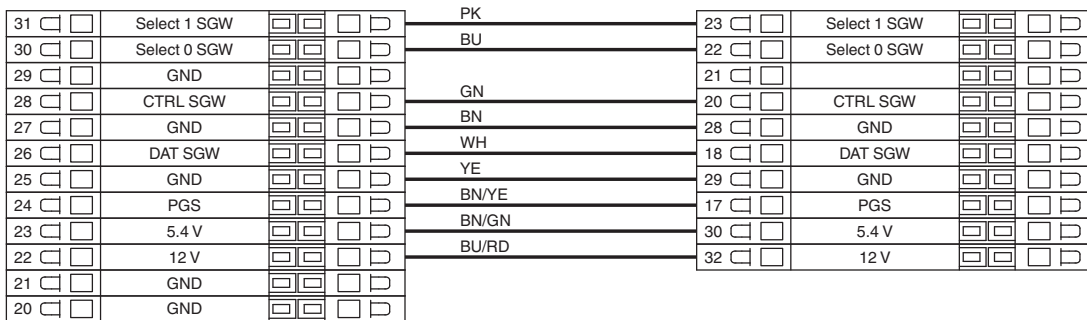 31 Select 1 SGW PK 23 Select 1 SGW
30 Select 0 SGW BU 22 Select 0 SGW
29 GND 21
28 CTRL SGW GN 20 CTRL SGW
27 GND BN 28 GND
26 DAT SGW WH 18 DAT SGW
25 GND YE 29 GND
24 PGS BN/YE 17 PGS
23 5.4 V BN/GN 30 5.4 V
22 12 V BU/RD 32 12 V
21 GND
20 GND